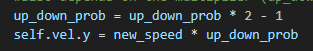 up_down_prob = up_down_prob * 2 - 1
self.vel.y = new_speed * up_down_prob